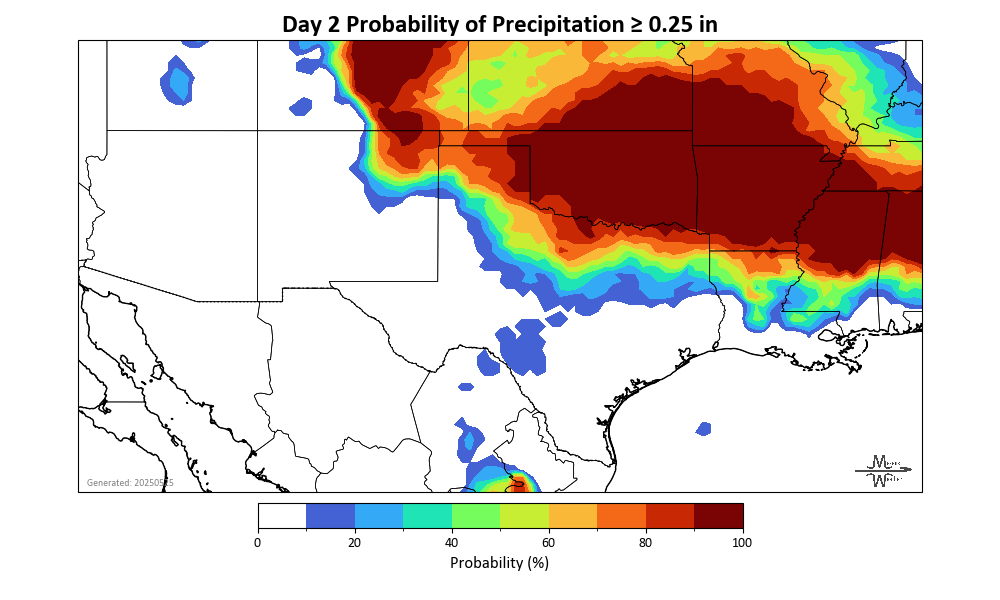 Day 2 Probability of Precipitation ≥ 0.25 in
Generated: 20250525
0 20 40 60 80 100
Probability (%)